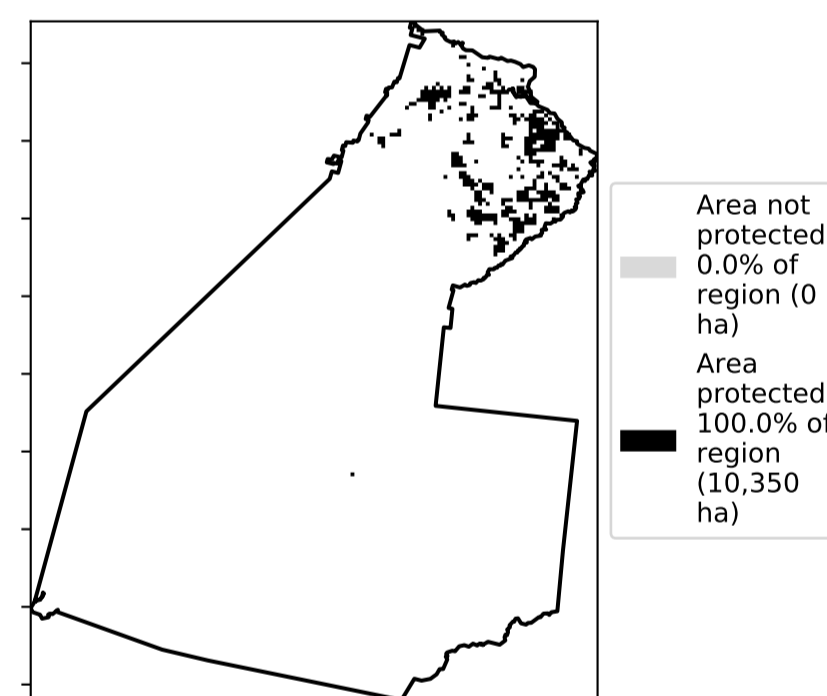 Area not
protected
0.0% of
region (0
ha)
Area
protected
100.0% of
region
(10,350
ha)